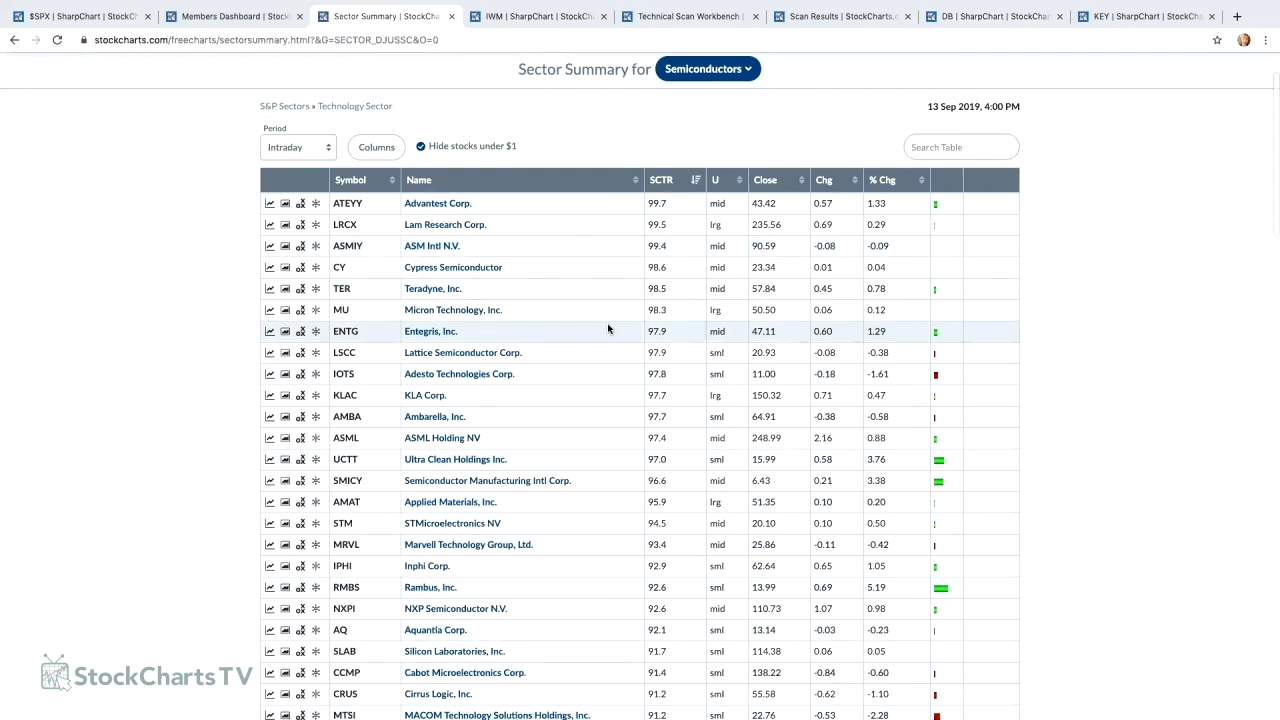 $SPX | SharpChart | StockCh
Members Dashboard | StockC
Sector Summary | StockCha
IWM | SharpChart | StockCh
Technical Scan Workbench |
Scan Results | StockCharts.c
DB | SharpChart | StockChar
KEY | SharpChart | StockCha
stockcharts.com/freecharts/sectorsummary.html?&G=SECTOR_DJUSSC&O=0
Sector Summary for Semiconductors
S&P Sectors » Technology Sector
13 Sep 2019, 4:00 PM
Period
Intraday Columns Hide stocks under $1 Search Table
Symbol Name SCTR U Close Chg % Chg
ATEYY Advantest Corp. 99.7 mid 43.42 0.57 1.33
LRCX Lam Research Corp. 99.5 lrg 235.56 0.69 0.29
ASMIY ASM Intl N.V. 99.4 mid 90.59 -0.08 -0.09
CY Cypress Semiconductor 98.6 mid 23.34 0.01 0.04
TER Teradyne, Inc. 98.5 mid 57.84 0.45 0.78
MU Micron Technology, Inc. 98.3 lrg 50.50 0.06 0.12
ENTG Entegris, Inc. 97.9 mid 47.11 0.60 1.29
LSCC Lattice Semiconductor Corp. 97.9 sml 20.93 -0.08 -0.38
IOTS Adesto Technologies Corp. 97.8 sml 11.00 -0.18 -1.61
KLAC KLA Corp. 97.7 lrg 150.32 0.71 0.47
AMBA Ambarella, Inc. 97.7 sml 64.91 -0.38 -0.58
ASML ASML Holding NV 97.4 mid 248.99 2.16 0.88
UCTT Ultra Clean Holdings Inc. 97.0 sml 15.99 0.58 3.76
SMICY Semiconductor Manufacturing Intl Corp. 96.6 mid 6.43 0.21 3.38
AMAT Applied Materials, Inc. 95.9 lrg 51.35 0.10 0.20
STM STMicroelectronics NV 94.5 mid 20.10 0.10 0.50
MRVL Marvell Technology Group, Ltd. 93.4 mid 25.86 -0.11 -0.42
IPHI Inphi Corp. 92.9 sml 62.64 0.65 1.05
RMBS Rambus, Inc. 92.6 sml 13.99 0.69 5.19
NXPI NXP Semiconductor N.V. 92.6 mid 110.73 1.07 0.98
AQ Aquantia Corp. 92.1 sml 13.14 -0.03 -0.23
SLAB Silicon Laboratories, Inc. 91.7 sml 114.38 0.06 0.05
CCMP Cabot Microelectronics Corp. 91.4 sml 138.22 -0.84 -0.60
CRUS Cirrus Logic, Inc. 91.2 sml 55.58 -0.62 -1.10
MTSI MACOM Technology Solutions Holdings, Inc. 91.2 sml 22.76 -0.53 -2.28
StockCharts TV